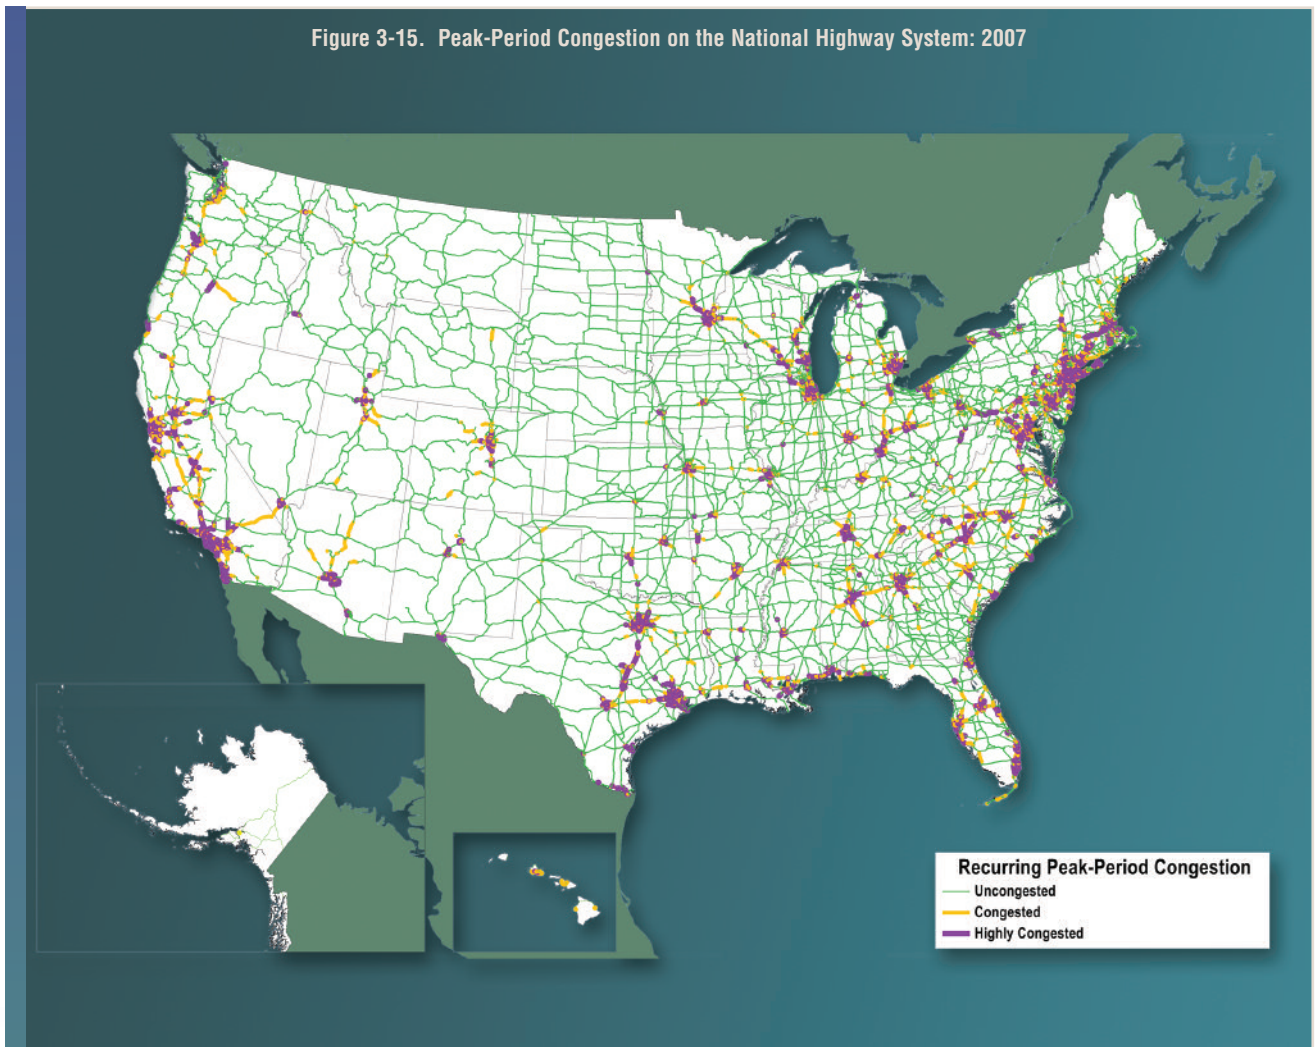 Figure 3-15. Peak-Period Congestion on the National Highway System: 2007
Recurring Peak-Period Congestion
Uncongested
Congested
Highly Congested